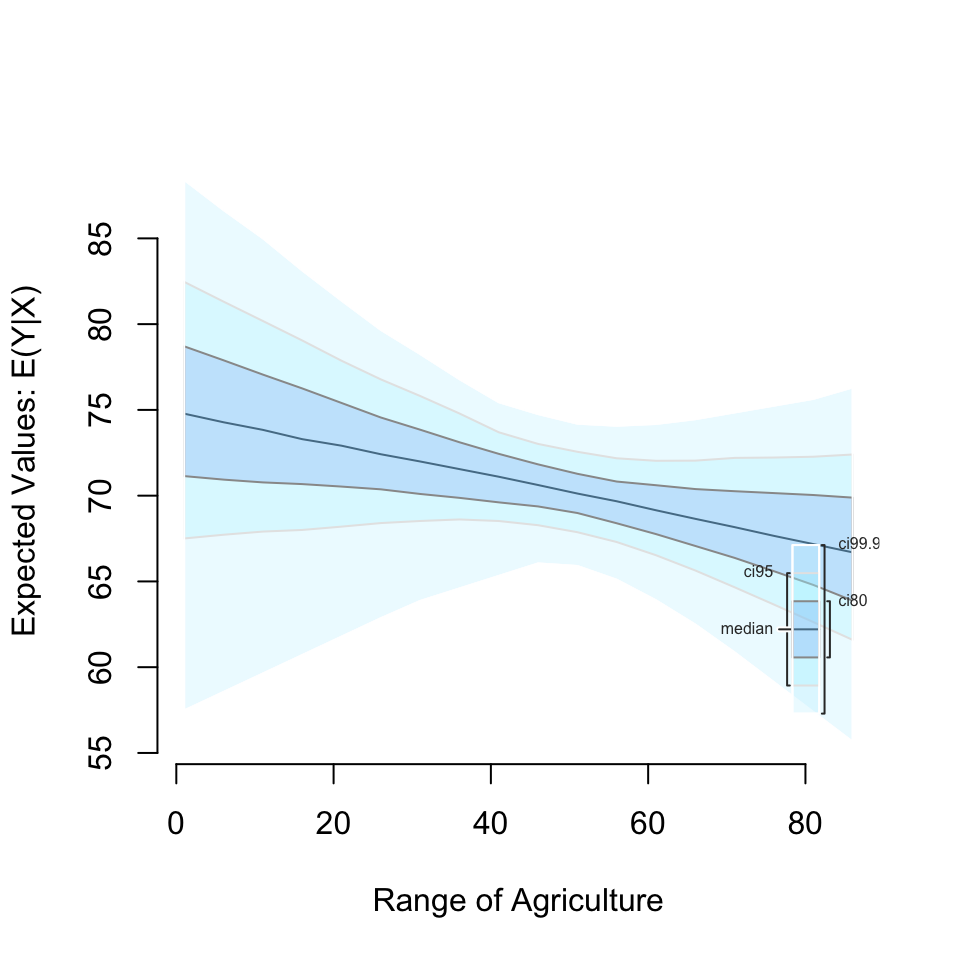 Expected Values: E(Y|X)
85
80
75
70
65
60
55
ci99.9
ci95
ci80
median
0 20 40 60 80
Range of Agriculture